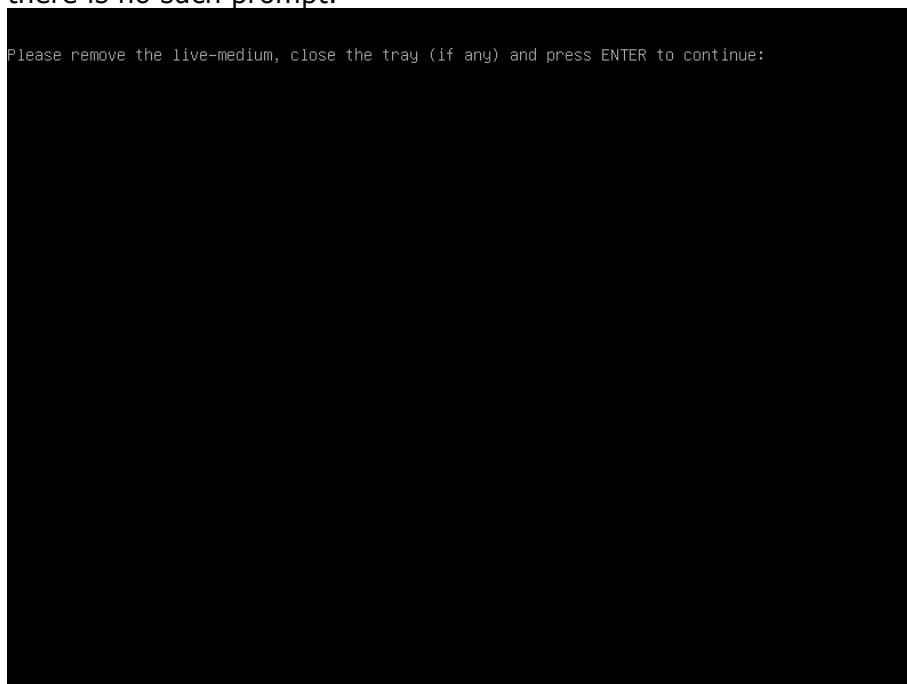 there is no such prompt.
Please remove the live-medium, close the tray (if any) and press ENTER to continue: